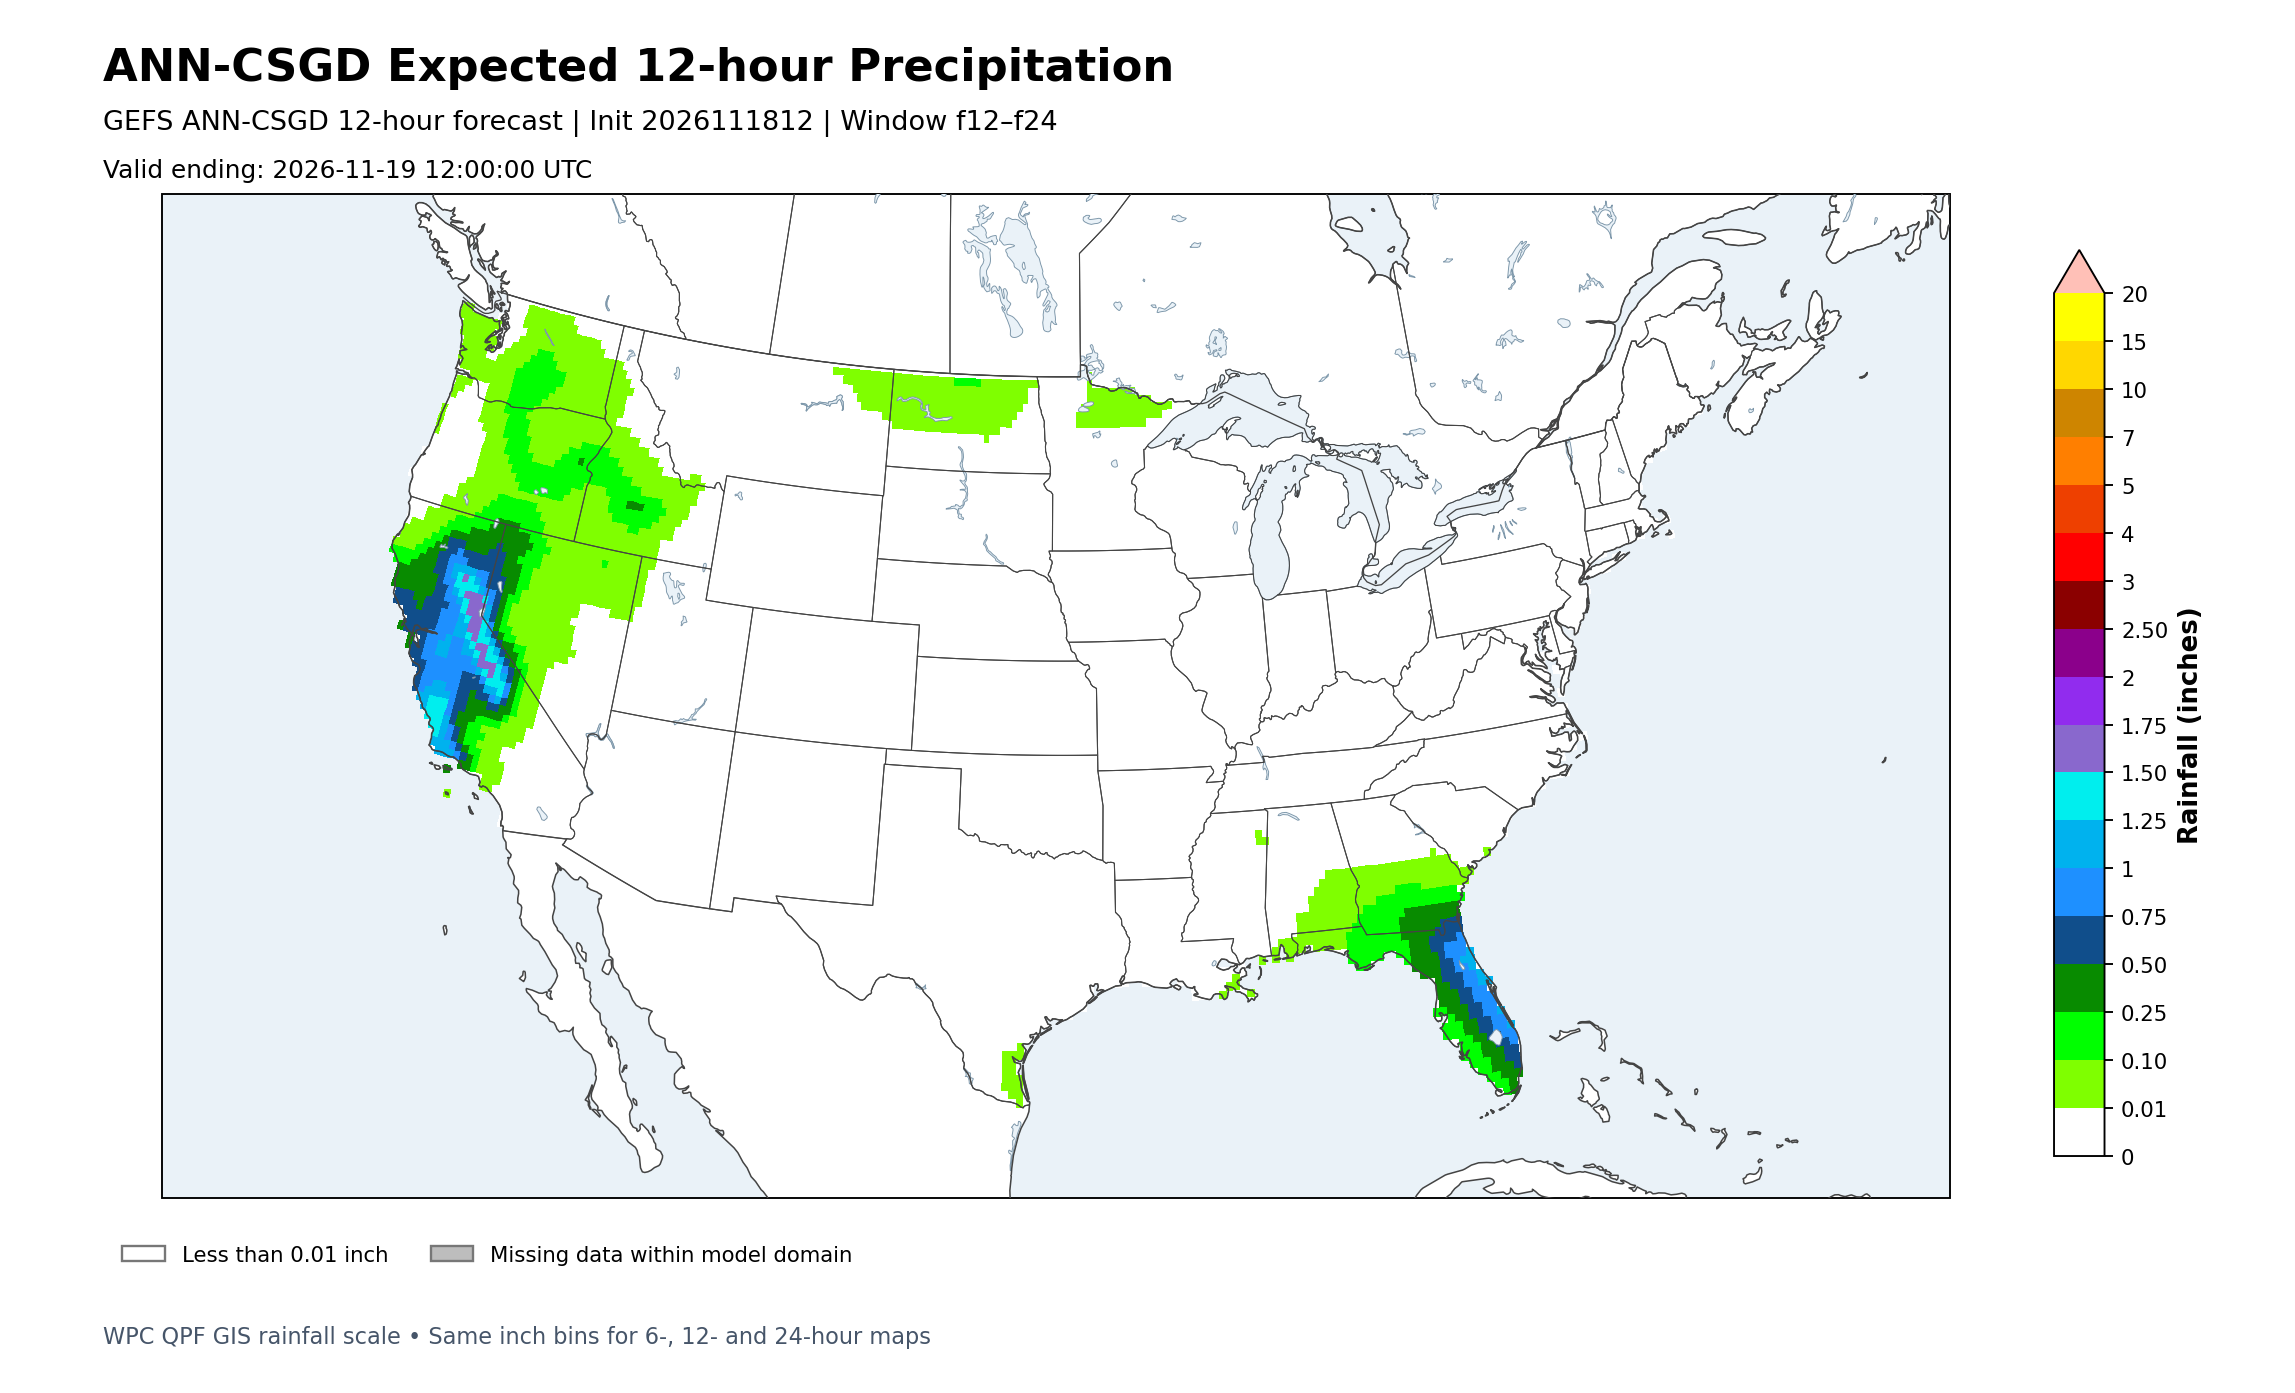 ANN-CSGD Expected 12-hour Precipitation
GEFS ANN-CSGD 12-hour forecast | Init 2026111812 | Window f12–f24
Valid ending: 2026-11-19 12:00:00 UTC
20
15
10
7
5
4
3
2.50
2
1.75
1.50
1.25
1
0.75
0.50
0.25
0.10
0.01
0
Rainfall (inches)
Less than 0.01 inch
Missing data within model domain
WPC QPF GIS rainfall scale • Same inch bins for 6-, 12- and 24-hour maps